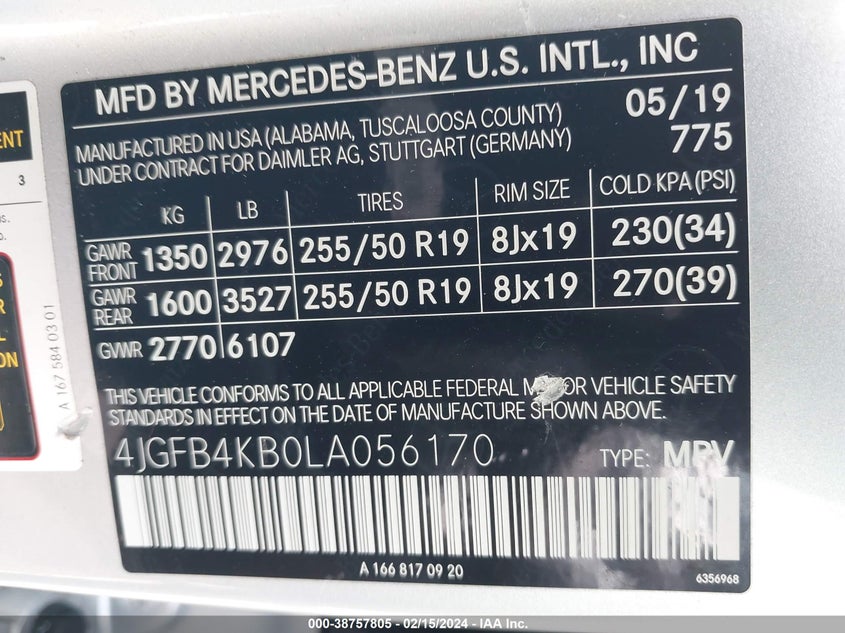 MFD BY MERCEDES-BENZ U.S. INTL., INC
MANUFACTURED IN USA (ALABAMA, TUSCALOOSA COUNTY) 05/19
UNDER CONTRACT FOR DAIMLER AG, STUTTGART (GERMANY) 775
KG LB TIRES RIM SIZE COLD KPA (PSI)
GAWR FRONT 1350 2976 255/50 R19 8Jx19 230(34)
GAWR REAR 1600 3527 255/50 R19 8Jx19 270(39)
GVWR 2770 6107
THIS VEHICLE CONFORMS TO ALL APPLICABLE FEDERAL MOTOR VEHICLE SAFETY
STANDARDS IN EFFECT ON THE DATE OF MANUFACTURE SHOWN ABOVE.
4JGFB4KB0LA056170 TYPE: MPV
A 166 817 09 20
6356968
3
A 167 584 03 01
000-38757805 - 02/15/2024 - IAA Inc.